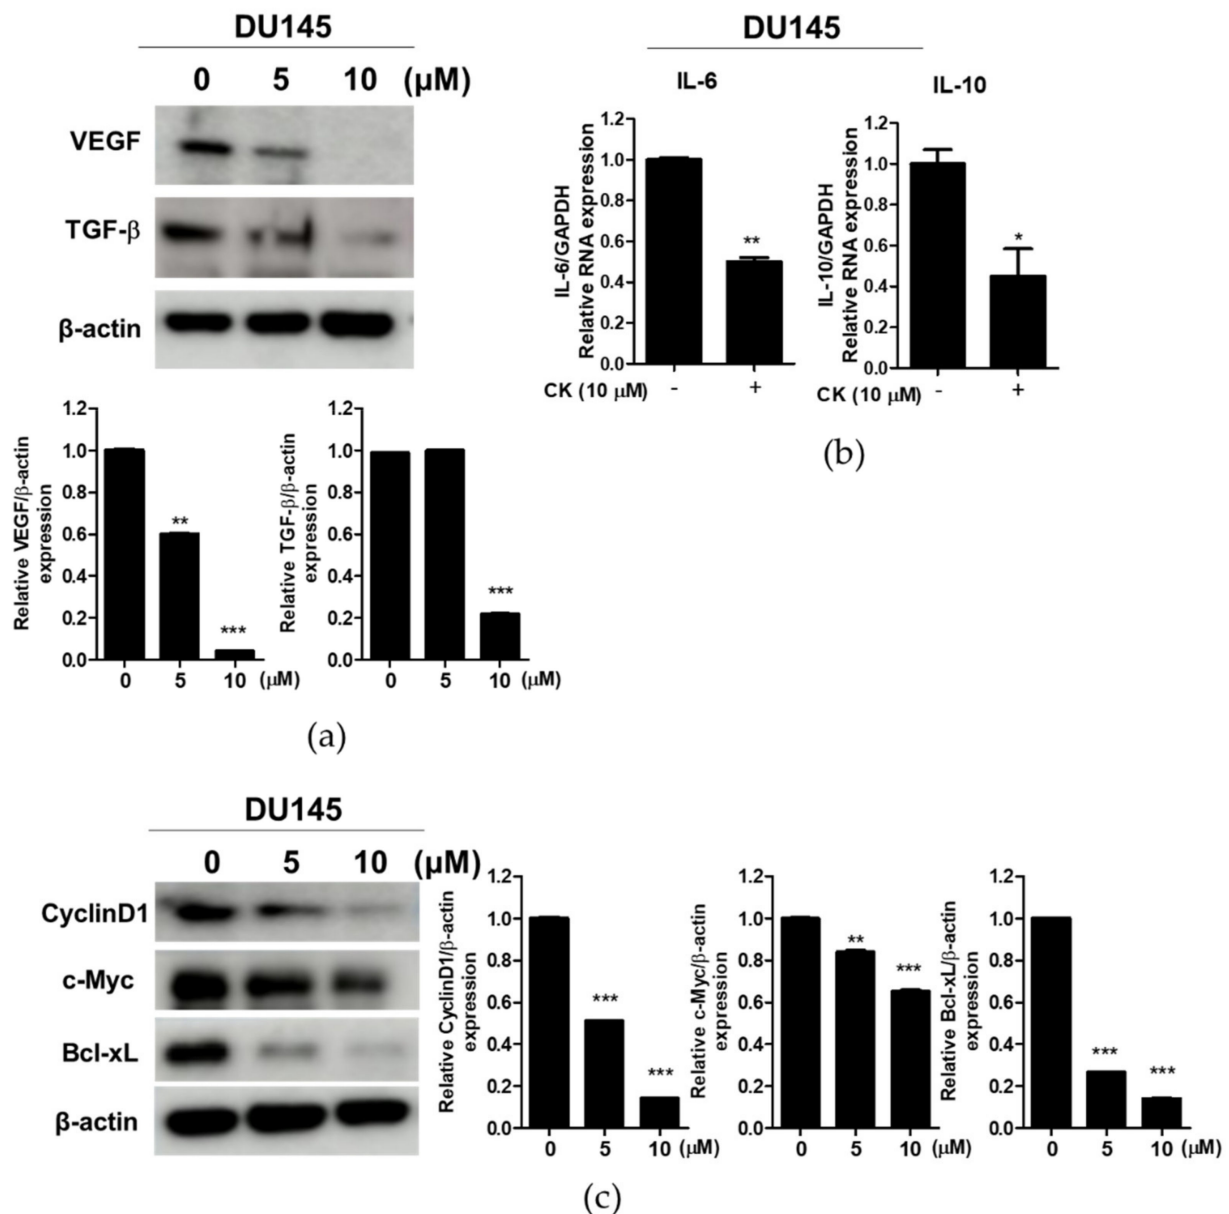 DU145
0 5 10 (μM)
VEGF
TGF-β
β-actin
1.2
1.0
0.8
0.6
0.4
0.2
0.0
Relative VEGF/β-actin
expression
**
***
0 5 10 (μM)
1.2
1.0
0.8
0.6
0.4
0.2
0.0
Relative TGF-β/β-actin
expression
***
0 5 10 (μM)
(a)
DU145
IL-6
1.2
1.0
0.8
0.6
0.4
0.2
0.0
IL-6/GAPDH
Relative RNA expression
**
CK (10 μM) - +
IL-10
1.2
1.0
0.8
0.6
0.4
0.2
0.0
IL-10/GAPDH
Relative RNA expression
*
CK (10 μM) - +
(b)
DU145
0 5 10 (μM)
CyclinD1
c-Myc
Bcl-xL
β-actin
1.2
1.0
0.8
0.6
0.4
0.2
0.0
Relative CyclinD1/β-actin
expression
***
***
0 5 10 (μM)
1.2
1.0
0.8
0.6
0.4
0.2
0.0
Relative c-Myc/β-actin
expression
**
***
0 5 10 (μM)
1.2
1.0
0.8
0.6
0.4
0.2
0.0
Relative Bcl-xL/β-actin
expression
***
***
0 5 10 (μM)
(c)